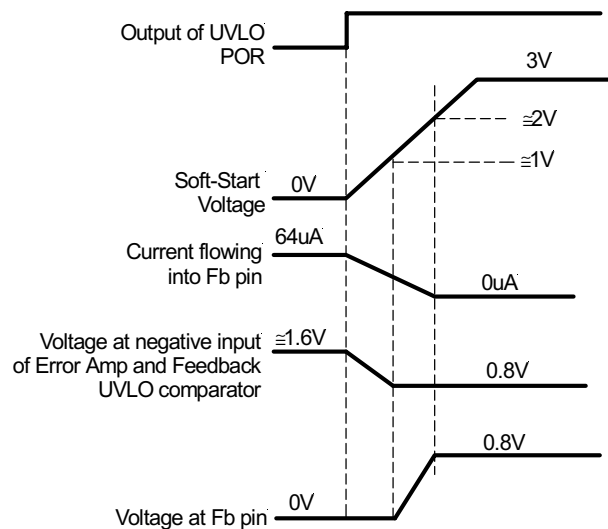 Output of UVLO
POR
3V
≅2V
≅1V
Soft-Start
Voltage
0V
64uA
Current flowing
into Fb pin
0uA
≅1.6V
Voltage at negative input
of Error Amp and Feedback
UVLO comparator
0.8V
0.8V
0V
Voltage at Fb pin